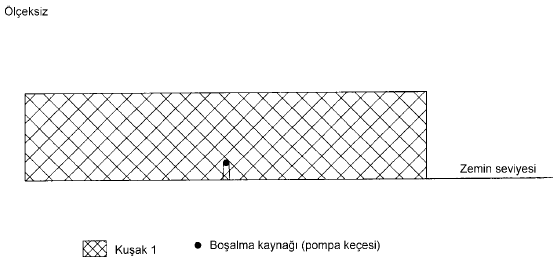 Ölçeksiz
Zemin seviyesi
Kuşak 1
Boşalma kaynağı (pompa keçesi)